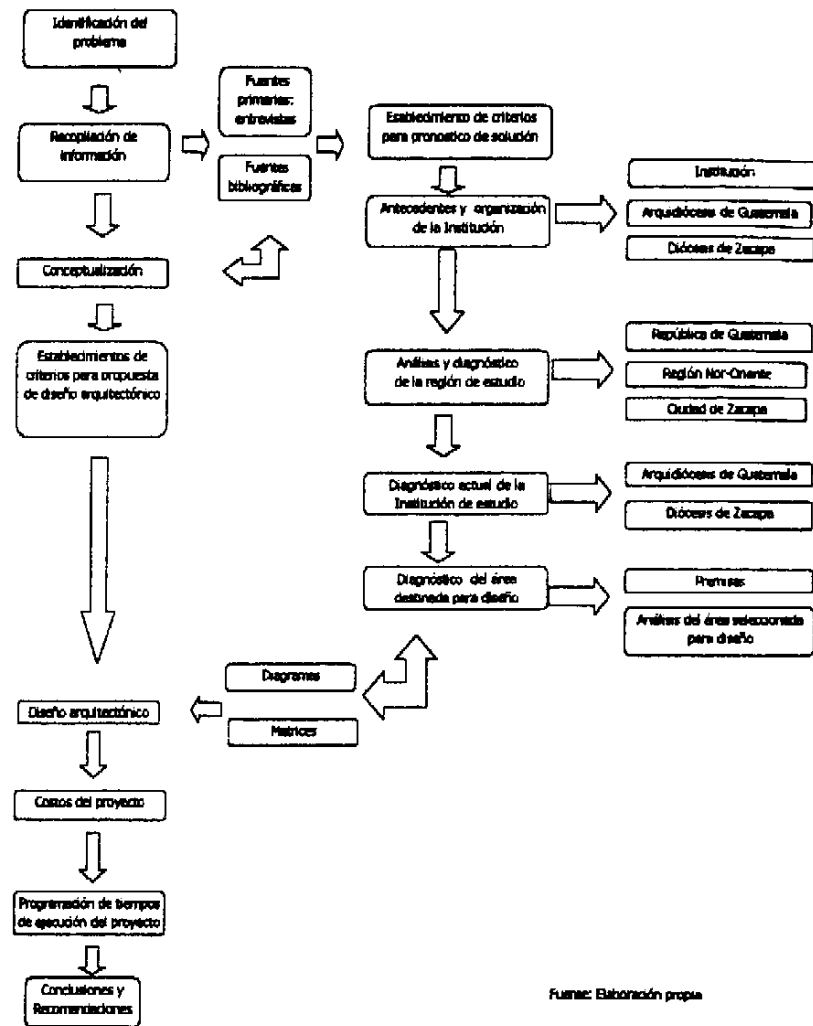 Identificación del
problema
Recopilación de
información
Conceptualización
Establecimientos de
criterios para propuesta
de diseño arquitectónico
Diseño arquitectónico
Costos del proyecto
Programación de tiempos
de ejecución del proyecto
Conclusiones y
Recomendaciones
Fuentes
primarias:
entrevistas
Fuentes
bibliográficas
Establecimiento de criterios
para pronostico de solución
Antecedentes y organización
de la Institución
Análisis y diagnóstico
de la región de estudio
Diagnóstico actual de la
Institución de estudio
Diagnóstico del área
destinada para diseño
Diagramas
Matrices
Institución
Arquidiócesis de Guatemala
Diócesis de Zacapa
República de Guatemala
Región Nor-Oriente
Ciudad de Zacapa
Arquidiócesis de Guatemala
Diócesis de Zacapa
Premisas
Análisis del área seleccionada
para diseño
Fuente: Elaboración propia